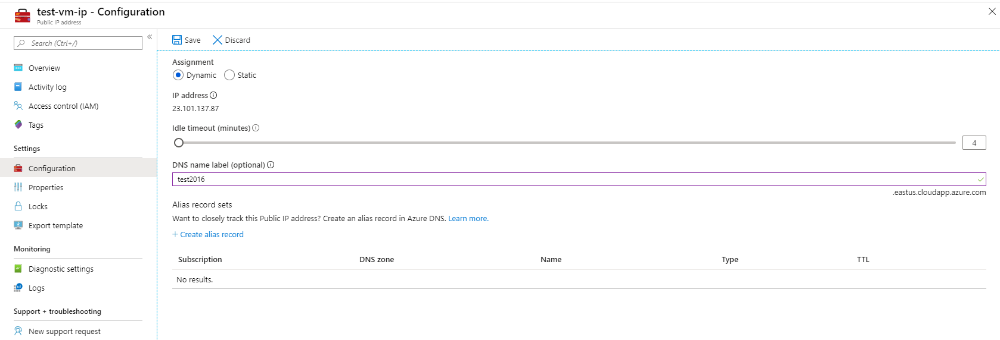 test-vm-ip - Configuration
Public IP address
Search (Ctrl+/)
Overview
Activity log
Access control (IAM)
Tags
Settings
Configuration
Properties
Locks
Export template
Monitoring
Diagnostic settings
Logs
Support + troubleshooting
New support request
Save Discard
Assignment
Dynamic Static
IP address
23.101.137.87
Idle timeout (minutes)
4
DNS name label (optional)
test2016
.eastus.cloudapp.azure.com
Alias record sets
Want to closely track this Public IP address? Create an alias record in Azure DNS. Learn more.
+ Create alias record
Subscription DNS zone Name Type TTL
No results.